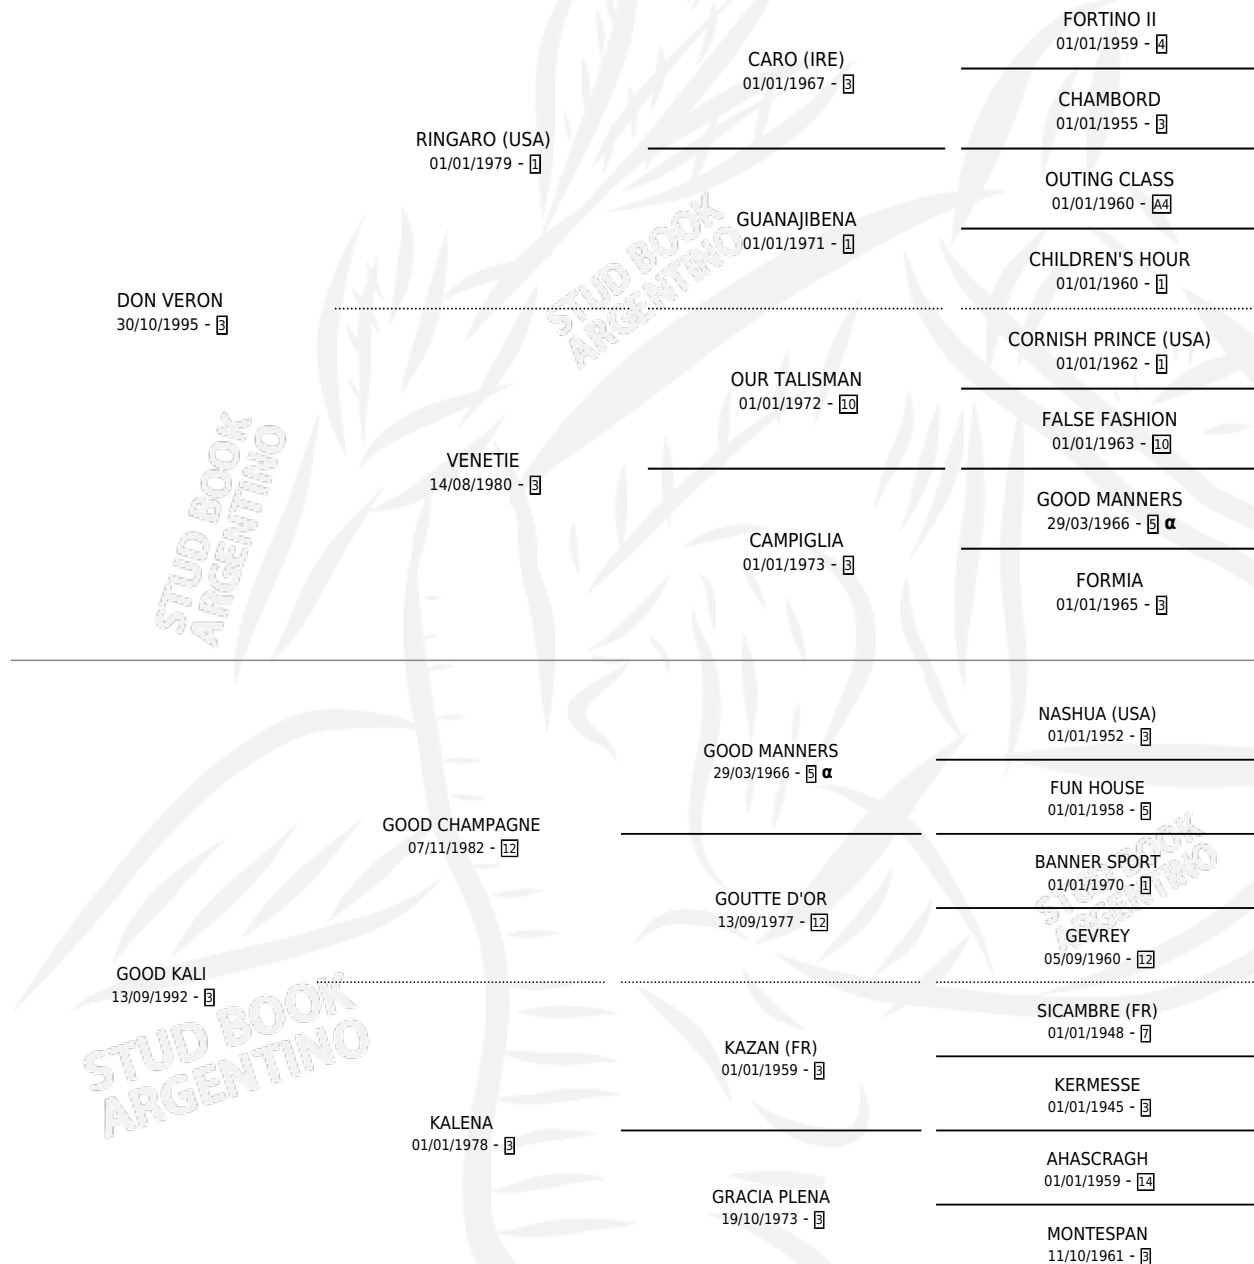 FORTINO II
01/01/1959 - 4
CARO (IRE)
01/01/1967 - 3
CHAMBORD
01/01/1955 - 3
RINGARO (USA)
01/01/1979 - 1
OUTING CLASS
01/01/1960 - A4
GUANAJIBENA
01/01/1971 - 1
CHILDREN'S HOUR
01/01/1960 - 1
DON VERON
30/10/1995 - 3
STUD BOOK
ARGENTINO
CORNISH PRINCE (USA)
01/01/1962 - 1
OUR TALISMAN
01/01/1972 - 10
FALSE FASHION
01/01/1963 - 10
VENETIE
14/08/1980 - 3
GOOD MANNERS
29/03/1966 - 5 α
CAMPIGLIA
01/01/1973 - 3
FORMIA
01/01/1965 - 3
STUD BOOK
ARGENTINO
NASHUA (USA)
01/01/1952 - 3
GOOD MANNERS
29/03/1966 - 5 α
FUN HOUSE
01/01/1958 - 5
GOOD CHAMPAGNE
07/11/1982 - 12
BANNER SPORT
01/01/1970 - 1
STUD BOOK
ARGENTINO
GOUTTE D'OR
13/09/1977 - 12
GEVREY
05/09/1960 - 12
GOOD KALI
13/09/1992 - 3
STUD BOOK
ARGENTINO
SICAMBRE (FR)
01/01/1948 - 7
KAZAN (FR)
01/01/1959 - 3
KERMESSE
01/01/1945 - 3
KALENA
01/01/1978 - 3
AHASCRAGH
01/01/1959 - 14
GRACIA PLENA
19/10/1973 - 3
MONTESPAN
11/10/1961 - 3